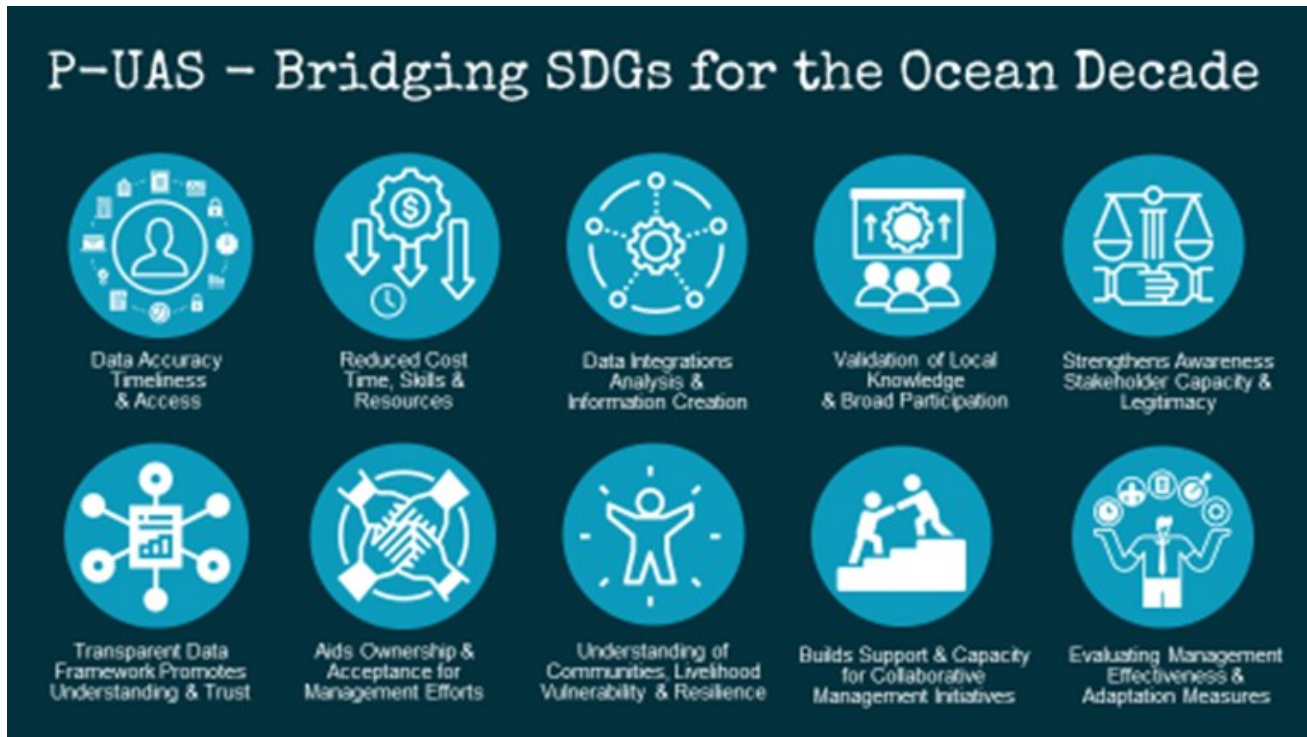 P-UAS - Bridging SDGs for the Ocean Decade
Data Accuracy
Timeliness
& Access
Reduced Cost
Time, Skills &
Resources
Data Integrations
Analysis &
Information Creation
Validation of Local
Knowledge
& Broad Participation
Strengthens Awareness
Stakeholder Capacity &
Legitimacy
Transparent Data
Framework Promotes
Understanding & Trust
Aids Ownership &
Acceptance for
Management Efforts
Understanding of
Communities, Livelihood
Vulnerability & Resilience
Builds Support & Capacity
for Collaborative
Management Initiatives
Evaluating Management
Effectiveness &
Adaptation Measures